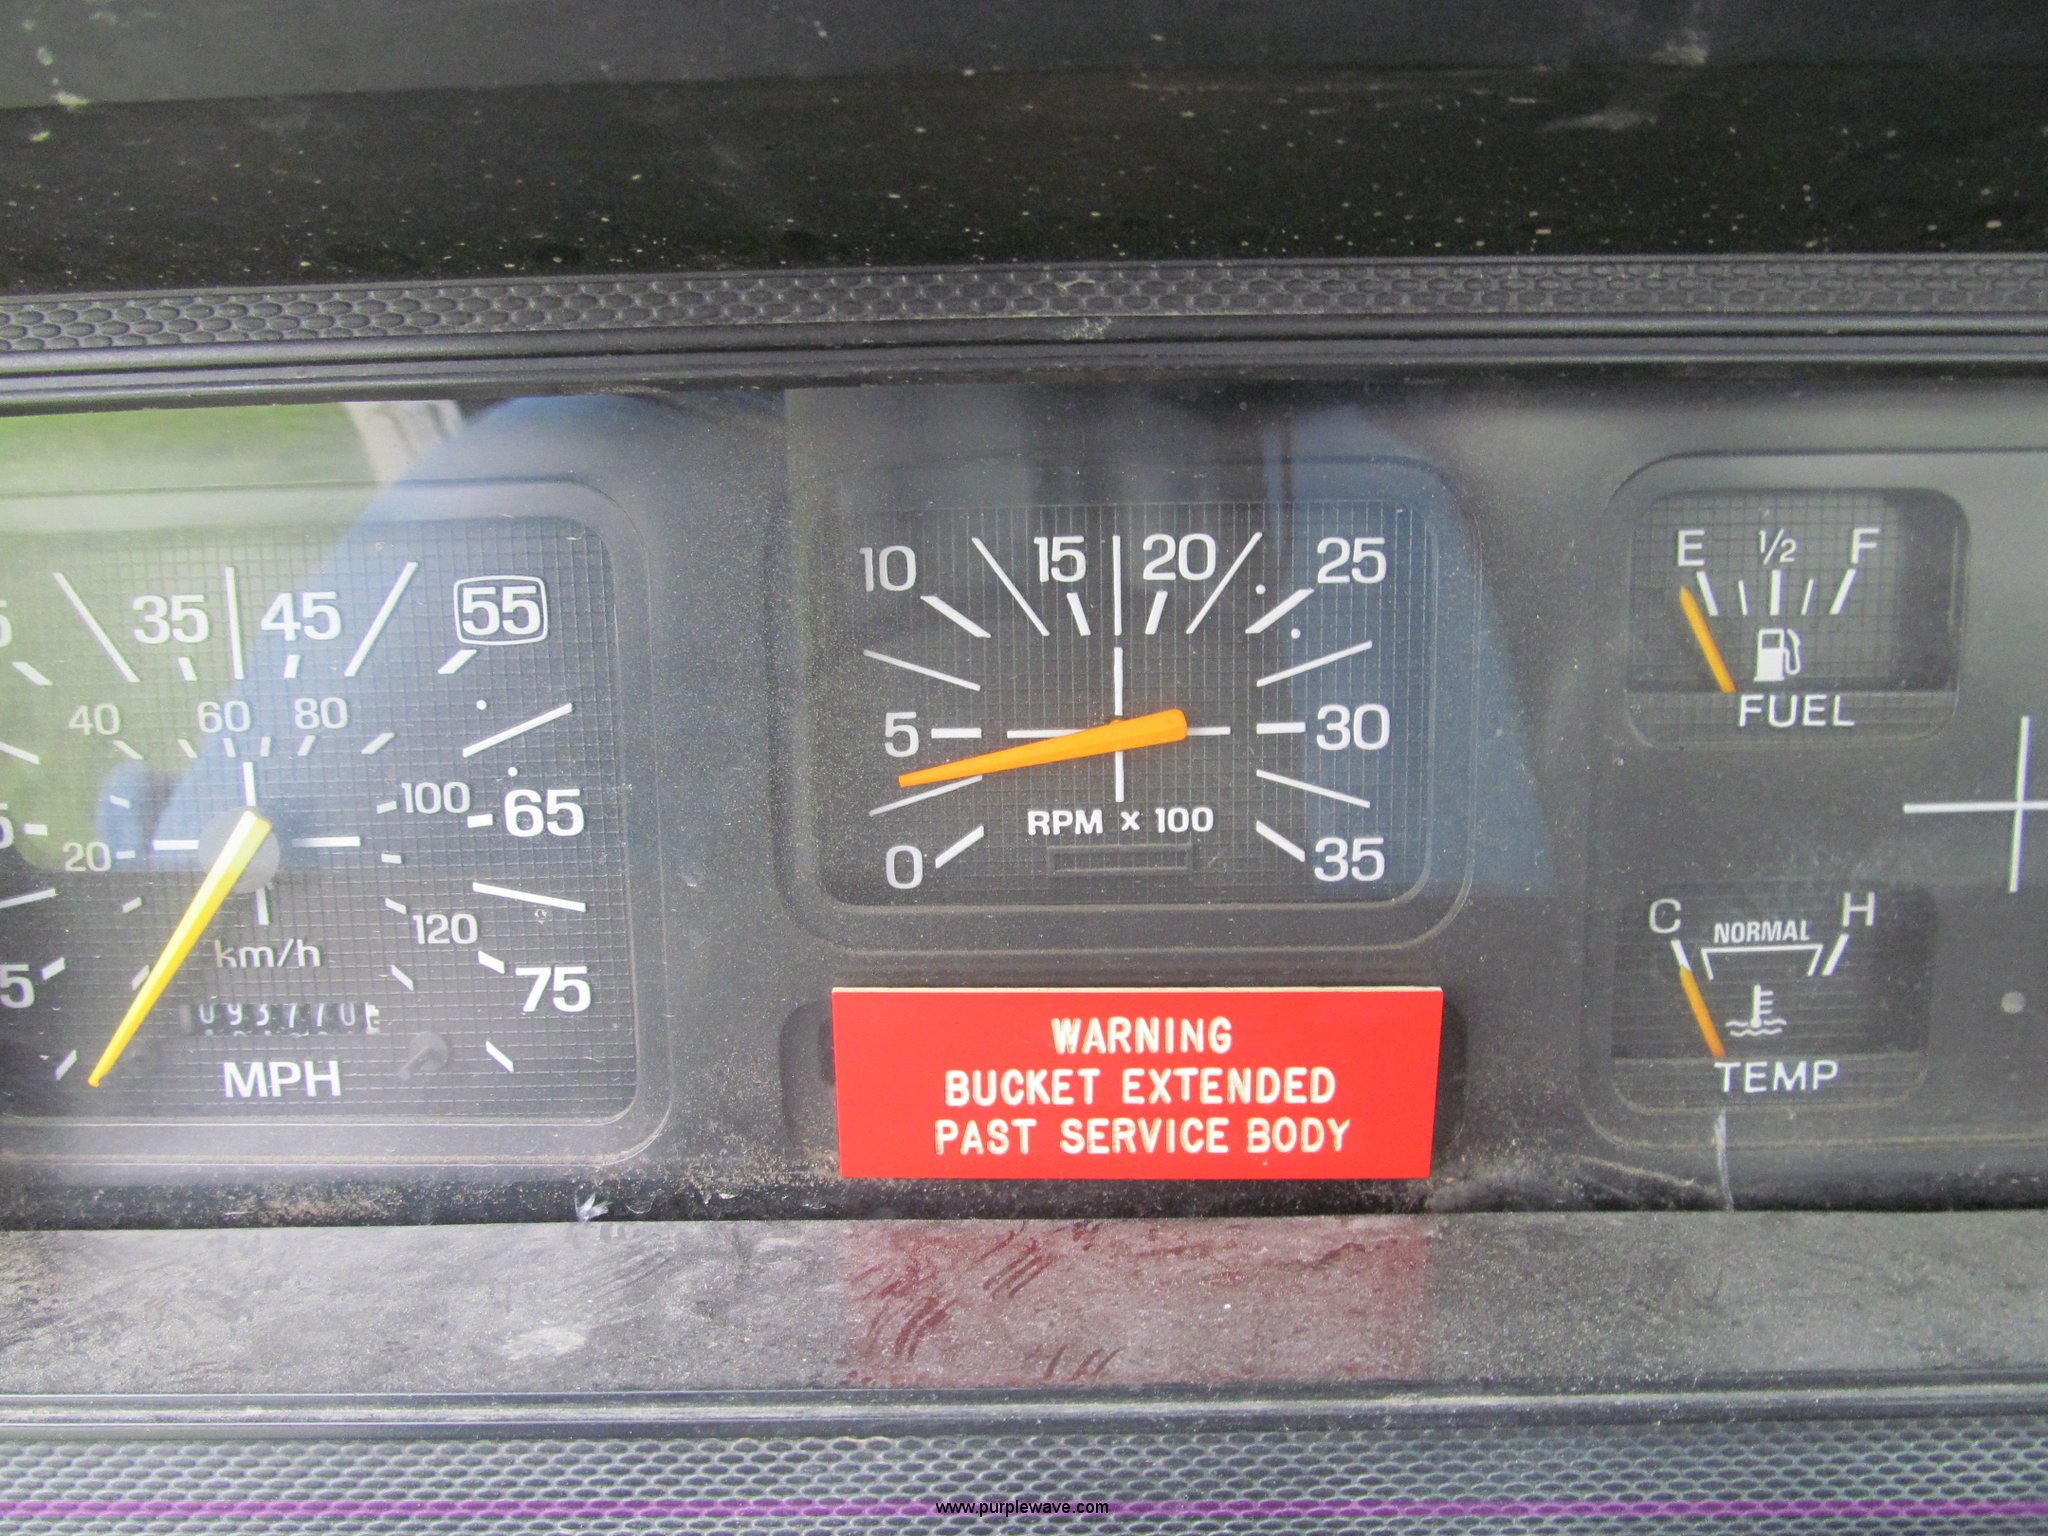 35
45
55
40
60
80
100
65
20
120
km/h
75
093770
MPH
10
15
20
25
5
30
RPM x 100
0
35
E 1/2 F
FUEL
C NORMAL H
TEMP
WARNING
BUCKET EXTENDED
PAST SERVICE BODY
www.purplewave.com